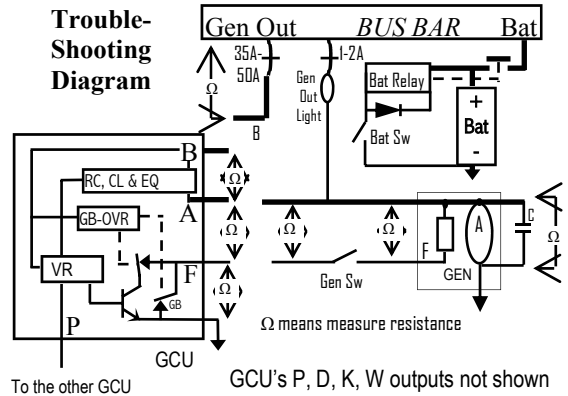 Trouble-
Shooting
Diagram
Gen Out BUS BAR Bat
35A-
50A
1-2A
Ω
B
Gen
Out
Light
Bat Relay
Bat Sw
+
Bat
-
B
RC, CL & EQ
Ω
A
GB-OVR
Ω
Ω
Ω
F
A
C
Ω
VR
F
GEN
Gen Sw
GB
Ω
P
Ω means measure resistance
GCU
To the other GCU
GCU's P, D, K, W outputs not shown